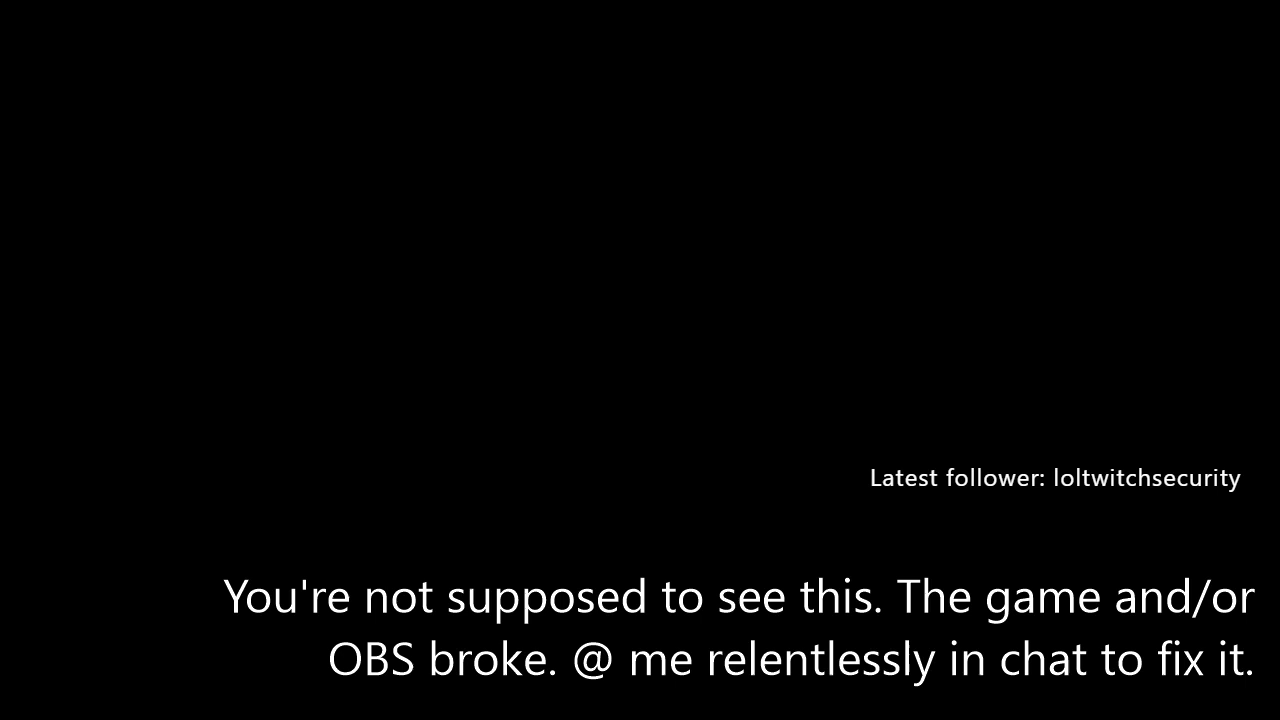 Latest follower: loltwitchsecurity
You're not supposed to see this. The game and/or
OBS broke. @ me relentlessly in chat to fix it.